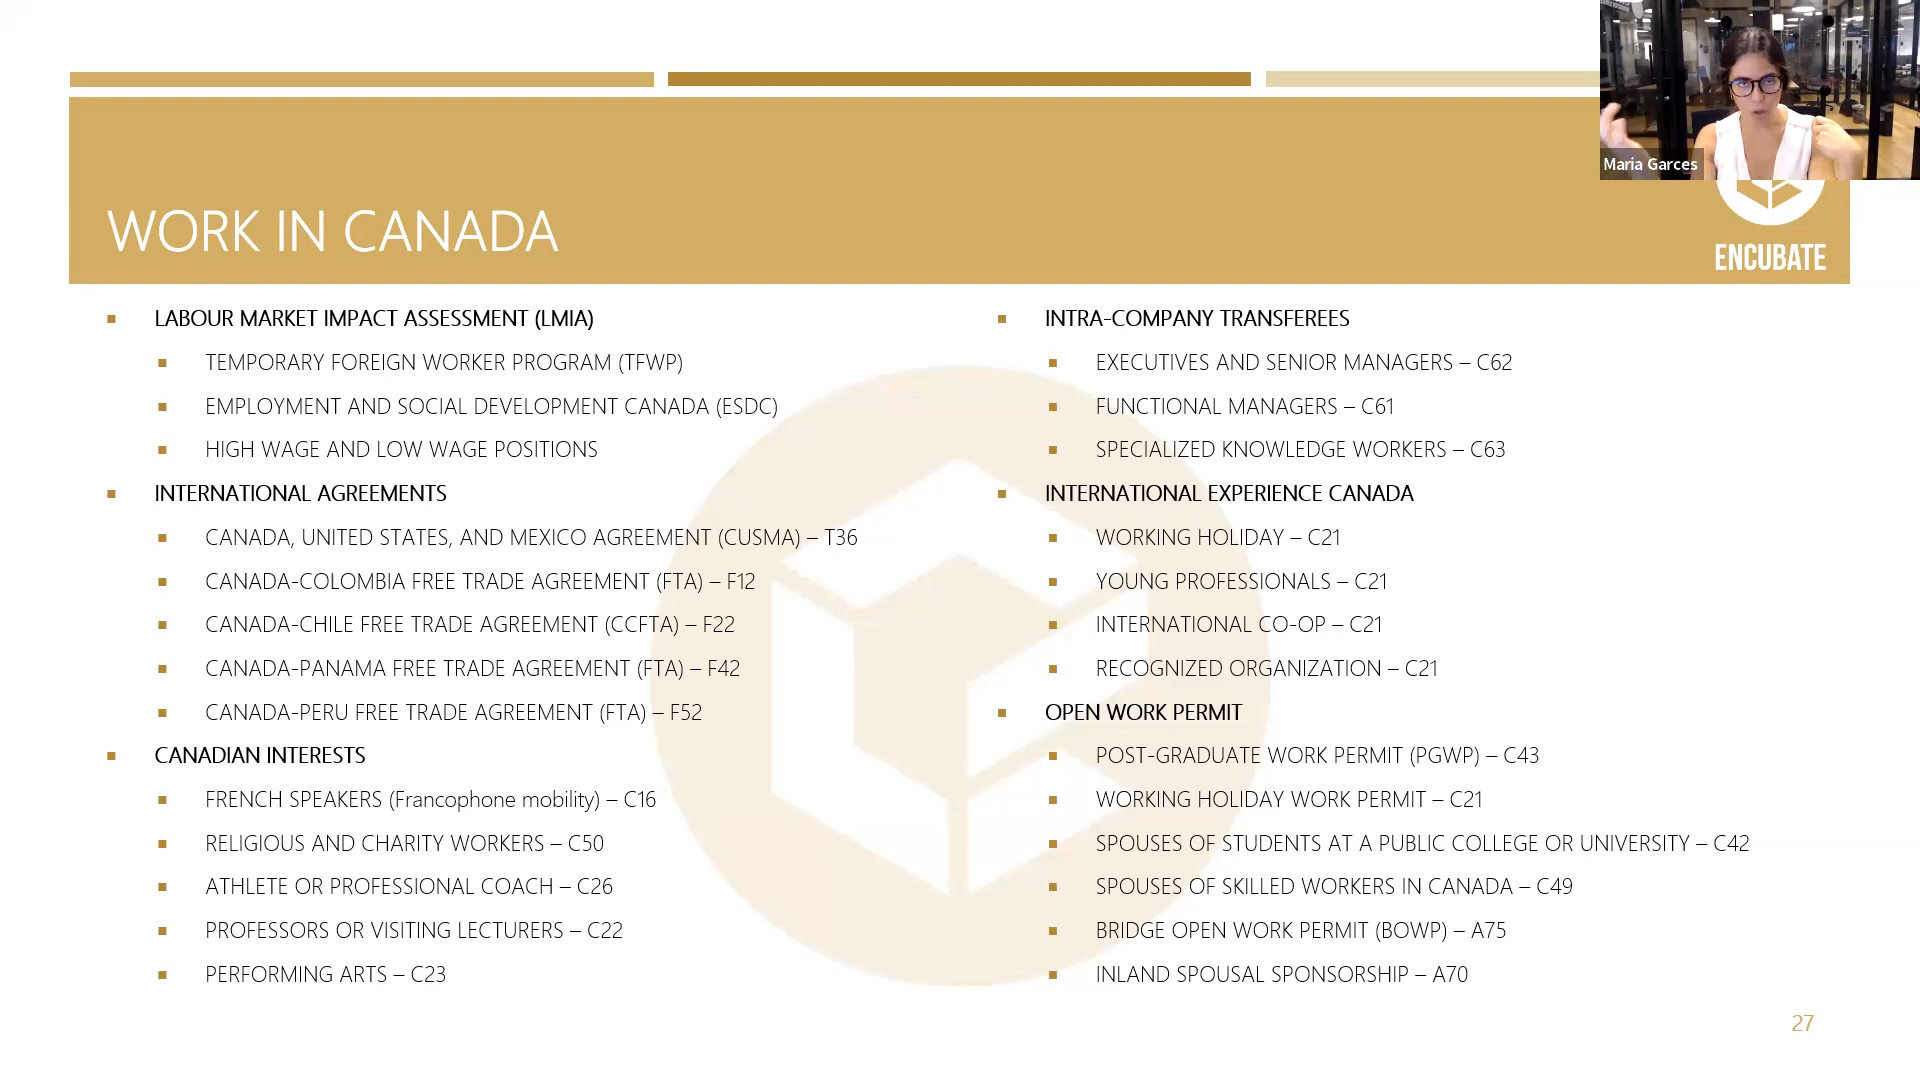 Maria Garces
WORK IN CANADA
ENCUBATE
LABOUR MARKET IMPACT ASSESSMENT (LMIA)
TEMPORARY FOREIGN WORKER PROGRAM (TFWP)
EMPLOYMENT AND SOCIAL DEVELOPMENT CANADA (ESDC)
HIGH WAGE AND LOW WAGE POSITIONS
INTERNATIONAL AGREEMENTS
CANADA, UNITED STATES, AND MEXICO AGREEMENT (CUSMA) – T36
CANADA-COLOMBIA FREE TRADE AGREEMENT (FTA) – F12
CANADA-CHILE FREE TRADE AGREEMENT (CCFTA) – F22
CANADA-PANAMA FREE TRADE AGREEMENT (FTA) – F42
CANADA-PERU FREE TRADE AGREEMENT (FTA) – F52
CANADIAN INTERESTS
FRENCH SPEAKERS (Francophone mobility) – C16
RELIGIOUS AND CHARITY WORKERS – C50
ATHLETE OR PROFESSIONAL COACH – C26
PROFESSORS OR VISITING LECTURERS – C22
PERFORMING ARTS – C23
INTRA-COMPANY TRANSFEREES
EXECUTIVES AND SENIOR MANAGERS – C62
FUNCTIONAL MANAGERS – C61
SPECIALIZED KNOWLEDGE WORKERS – C63
INTERNATIONAL EXPERIENCE CANADA
WORKING HOLIDAY – C21
YOUNG PROFESSIONALS – C21
INTERNATIONAL CO-OP – C21
RECOGNIZED ORGANIZATION – C21
OPEN WORK PERMIT
POST-GRADUATE WORK PERMIT (PGWP) – C43
WORKING HOLIDAY WORK PERMIT – C21
SPOUSES OF STUDENTS AT A PUBLIC COLLEGE OR UNIVERSITY – C42
SPOUSES OF SKILLED WORKERS IN CANADA – C49
BRIDGE OPEN WORK PERMIT (BOWP) – A75
INLAND SPOUSAL SPONSORSHIP – A70
27